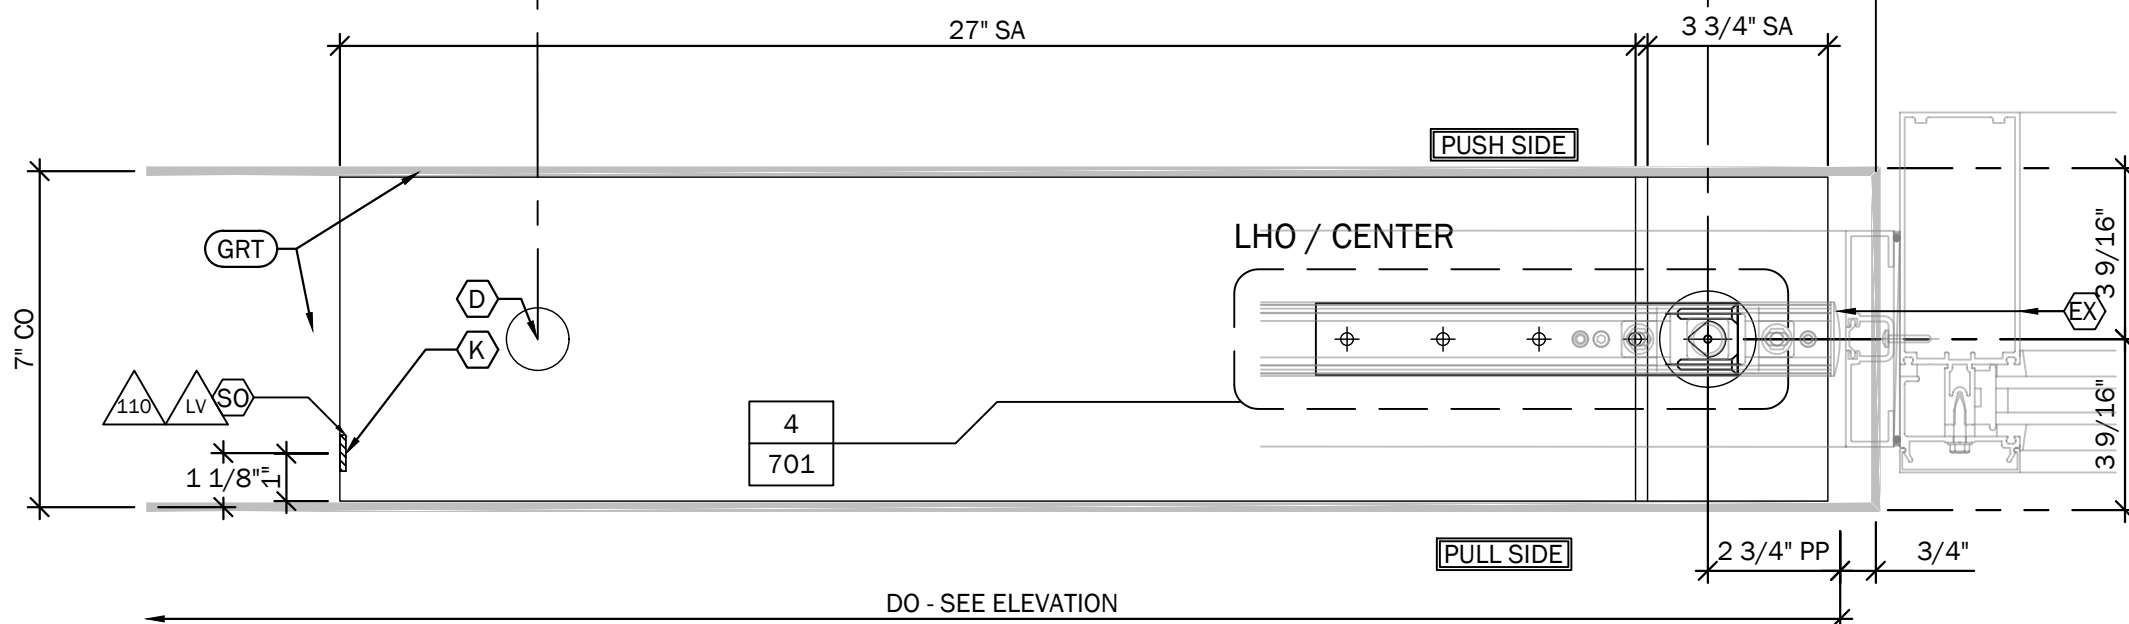 27" SA
3 3/4" SA
PUSH SIDE
LHO / CENTER
GRT
D
K
EX
3 9/16"
7" CO
110
LV
SO
4
701
1 1/8"
1"
3 9/16"
PULL SIDE
2 3/4" PP
3/4"
DO - SEE ELEVATION